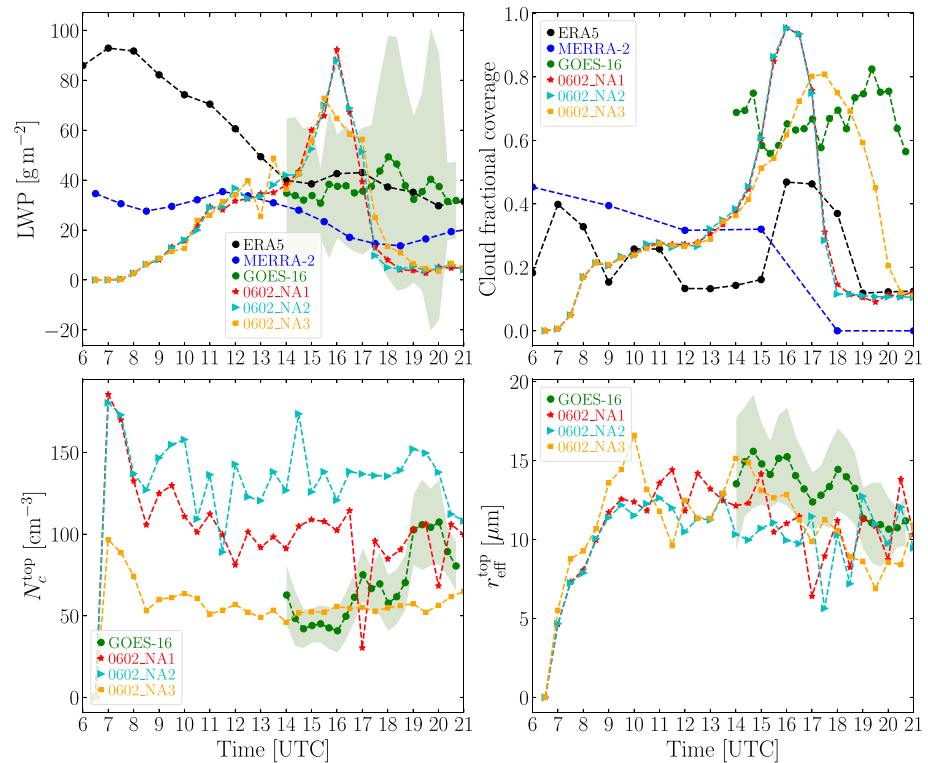 LWP [g m⁻²]
100
80
60
40
20
0
−20
ERA5
MERRA-2
GOES-16
0602_NA1
0602_NA2
0602_NA3
6 7 8 9 10 11 12 13 14 15 16 17 18 19 20 21
Cloud fractional coverage
1.0
0.8
0.6
0.4
0.2
0.0
ERA5
MERRA-2
GOES-16
0602_NA1
0602_NA2
0602_NA3
6 7 8 9 10 11 12 13 14 15 16 17 18 19 20 21
N_c^top [cm⁻³]
150
100
50
0
GOES-16
0602_NA1
0602_NA2
0602_NA3
6 7 8 9 10 11 12 13 14 15 16 17 18 19 20 21
Time [UTC]
r_eff^top [μm]
20
15
10
5
0
GOES-16
0602_NA1
0602_NA2
0602_NA3
6 7 8 9 10 11 12 13 14 15 16 17 18 19 20 21
Time [UTC]